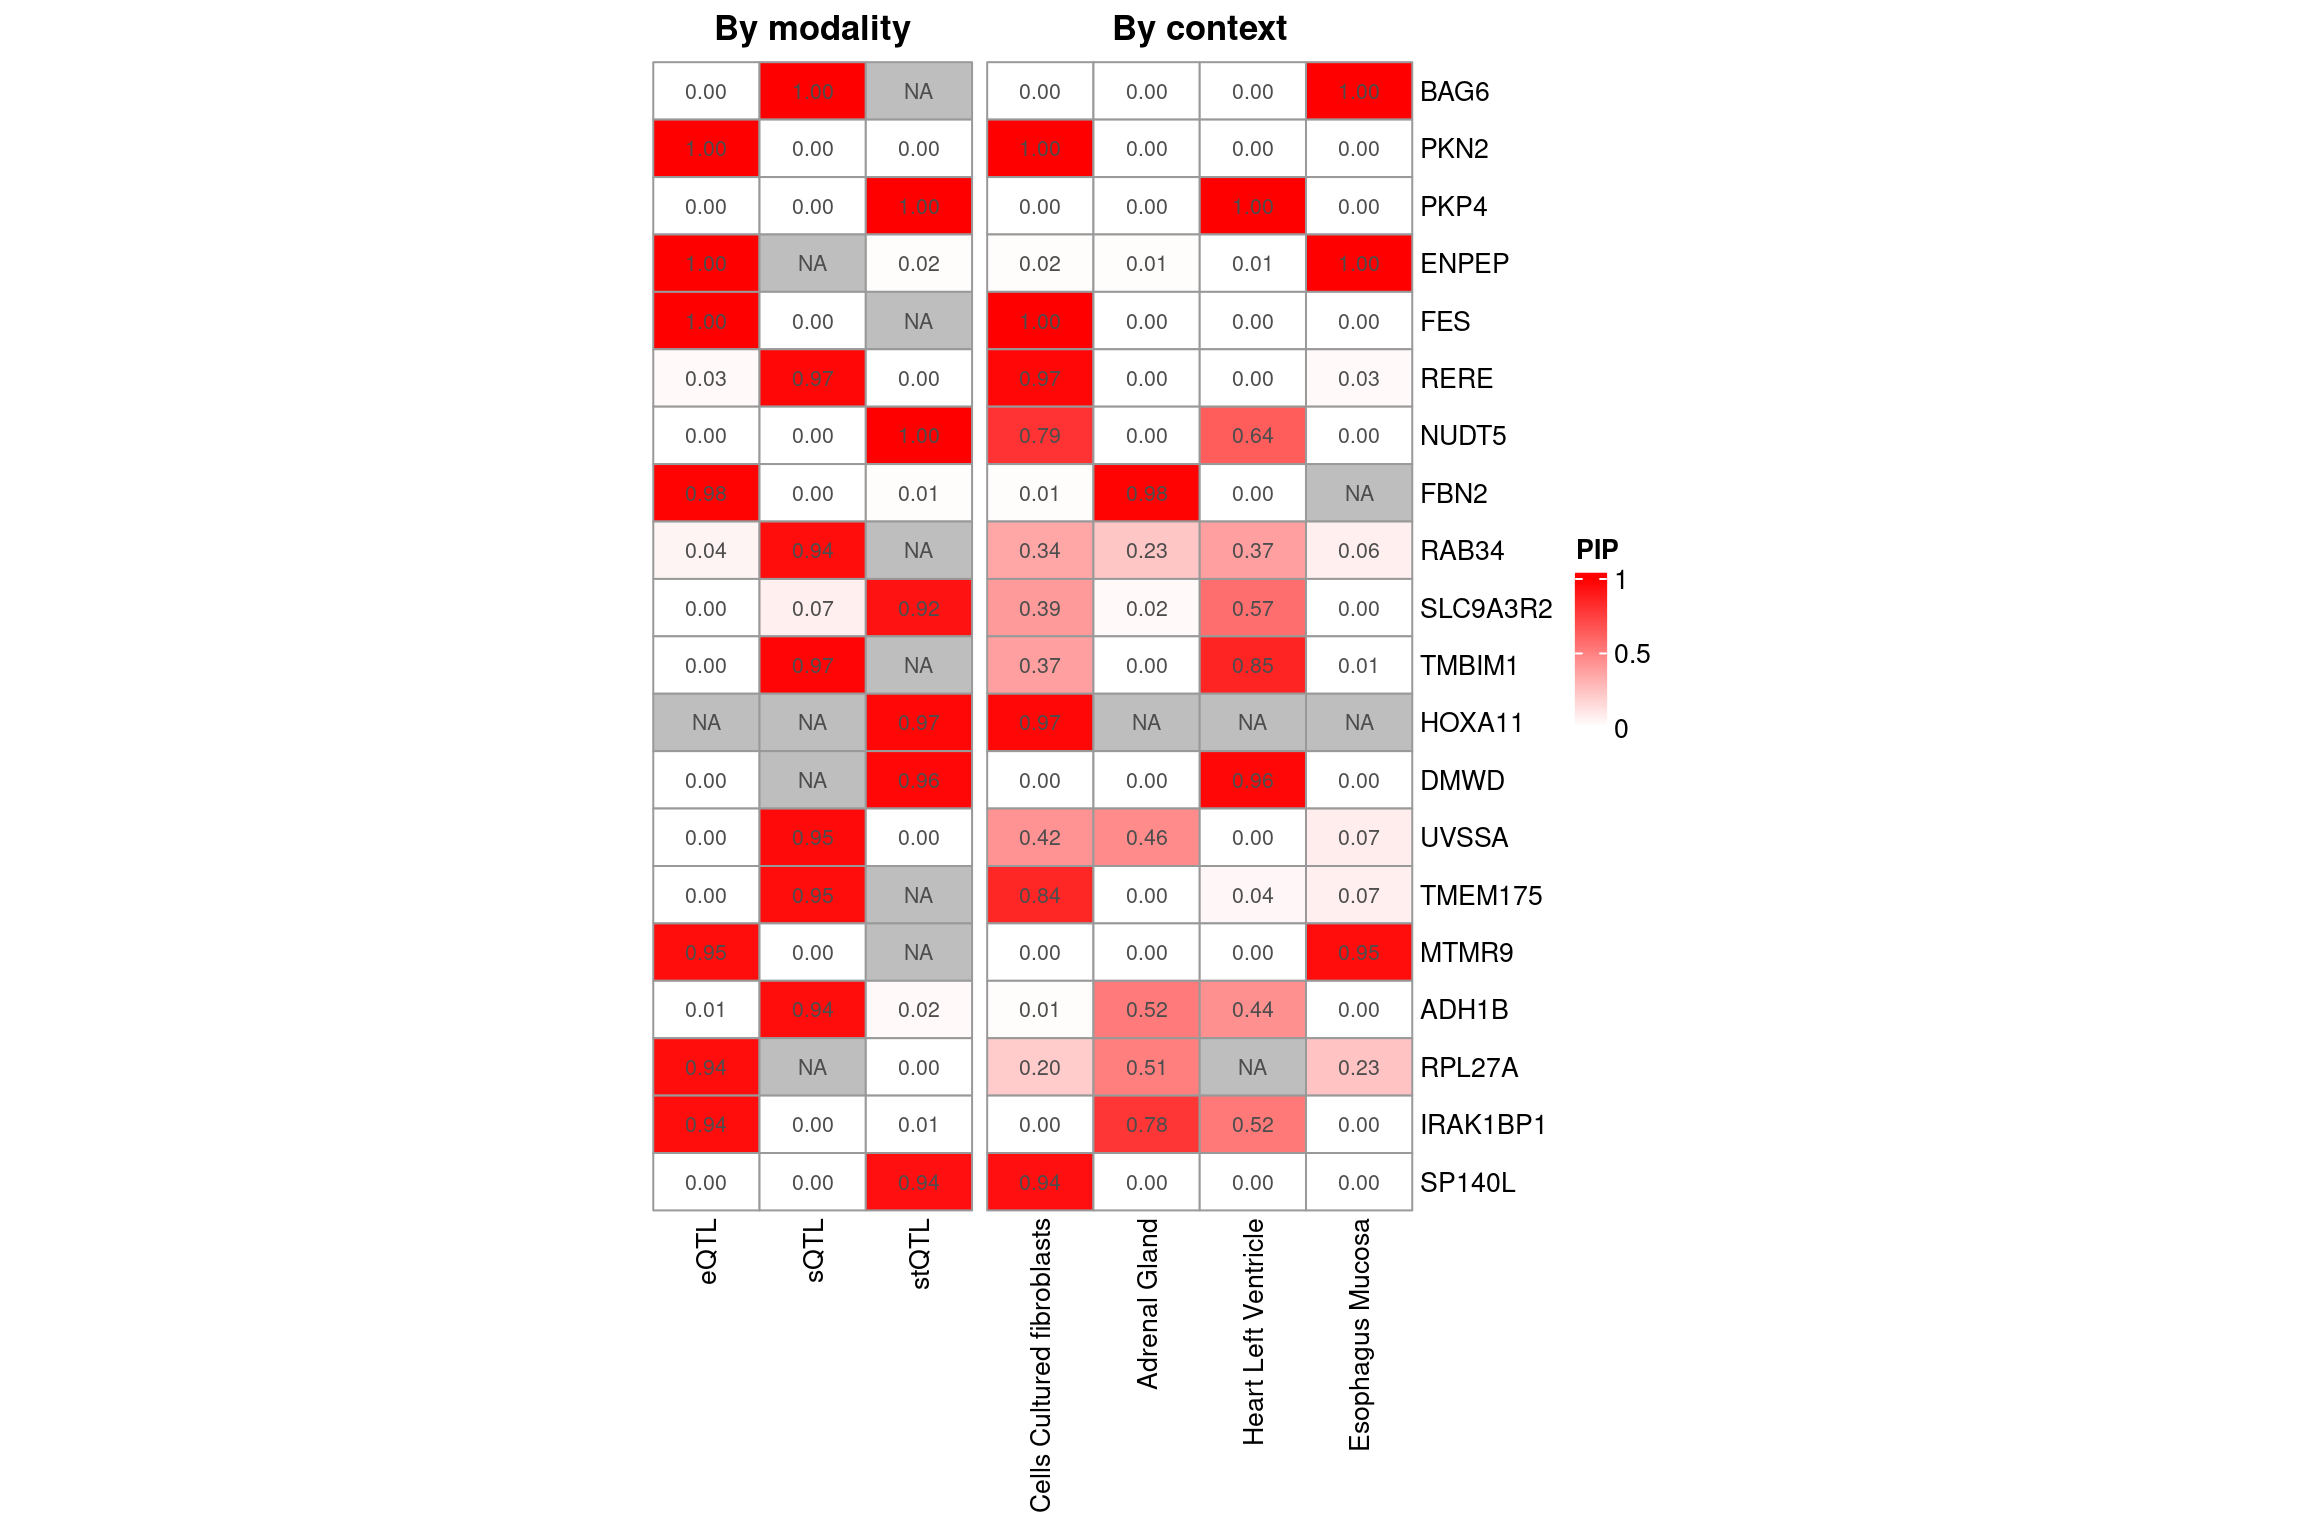 By modality By context
0.00 1.00 NA 0.00 0.00 0.00 1.00 BAG6
1.00 0.00 0.00 1.00 0.00 0.00 0.00 PKN2
0.00 0.00 1.00 0.00 0.00 1.00 0.00 PKP4
1.00 NA 0.02 0.02 0.01 0.01 1.00 ENPEP
1.00 0.00 NA 1.00 0.00 0.00 0.00 FES
0.03 0.97 0.00 0.97 0.00 0.00 0.03 RERE
0.00 0.00 1.00 0.79 0.00 0.64 0.00 NUDT5
0.98 0.00 0.01 0.01 0.98 0.00 NA FBN2
0.04 0.94 NA 0.34 0.23 0.37 0.06 RAB34
0.00 0.07 0.92 0.39 0.02 0.57 0.00 SLC9A3R2
0.00 0.97 NA 0.37 0.00 0.85 0.01 TMBIM1
NA NA 0.97 0.97 NA NA NA HOXA11
0.00 NA 0.96 0.00 0.00 0.96 0.00 DMWD
0.00 0.95 0.00 0.42 0.46 0.00 0.07 UVSSA
0.00 0.95 NA 0.84 0.00 0.04 0.07 TMEM175
0.95 0.00 NA 0.00 0.00 0.00 0.95 MTMR9
0.01 0.94 0.02 0.01 0.52 0.44 0.00 ADH1B
0.94 NA 0.00 0.20 0.51 NA 0.23 RPL27A
0.94 0.00 0.01 0.00 0.78 0.52 0.00 IRAK1BP1
0.00 0.00 0.94 0.94 0.00 0.00 0.00 SP140L
eQTL
sQTL
stQTL
Cells Cultured fibroblasts
Adrenal Gland
Heart Left Ventricle
Esophagus Mucosa
PIP
1
0.5
0